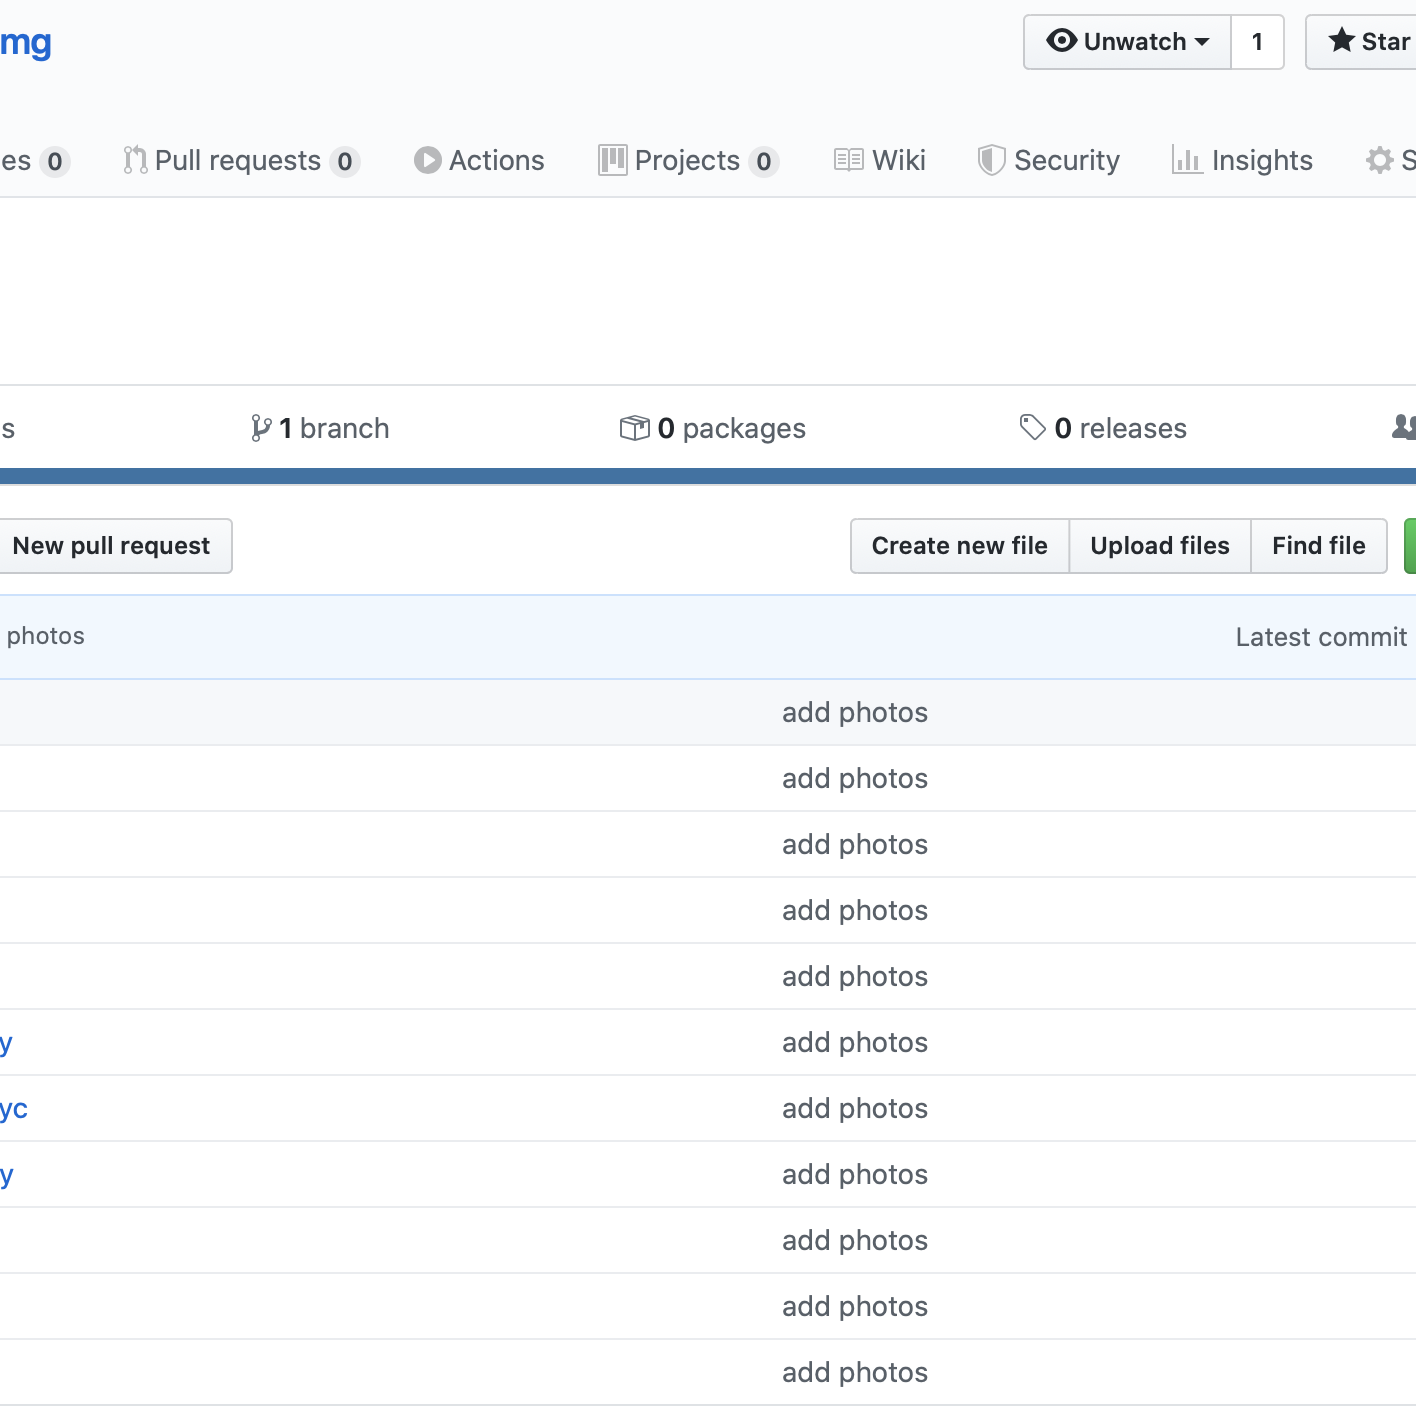 mg
Unwatch 1 Star
es 0 Pull requests 0 Actions Projects 0 Wiki Security Insights S
s 1 branch 0 packages 0 releases
New pull request Create new file Upload files Find file
photos Latest commit
add photos
add photos
add photos
add photos
add photos
y add photos
yc add photos
y add photos
add photos
add photos
add photos